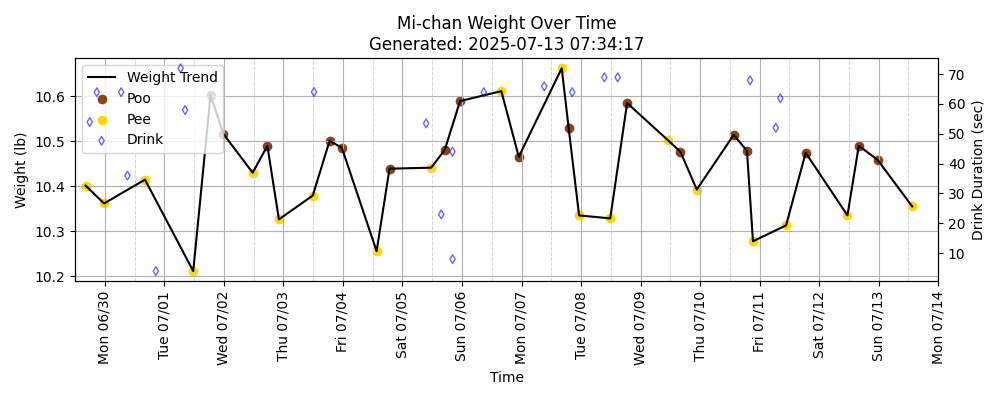 Mi-chan Weight Over Time
Generated: 2025-07-13 07:34:17
Weight (lb)
10.6
10.5
10.4
10.3
10.2
Weight Trend
Poo
Pee
Drink
70
60
50
40
30
20
10
Drink Duration (sec)
Mon 06/30
Tue 07/01
Wed 07/02
Thu 07/03
Fri 07/04
Sat 07/05
Sun 07/06
Mon 07/07
Tue 07/08
Wed 07/09
Thu 07/10
Fri 07/11
Sat 07/12
Sun 07/13
Mon 07/14
Time